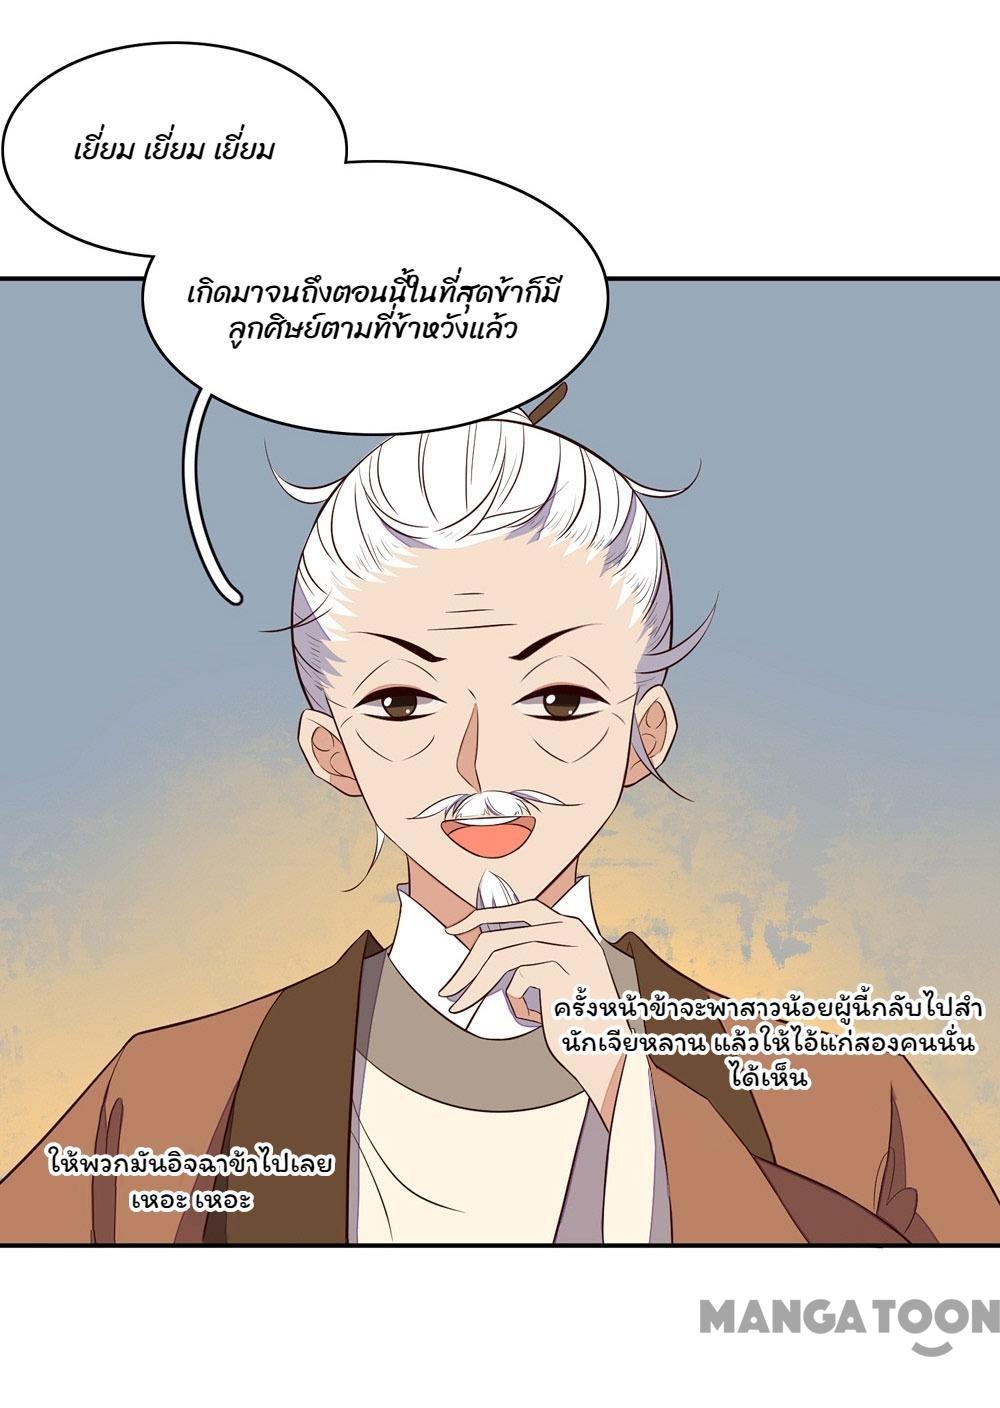 เยี่ยม เยี่ยม เยี่ยม
เกิดมาจนถึงตอนนี้ในที่สุดข้าก็มี
ลูกศิษย์ตามที่ข้าหวังแล้ว
ครั้งหน้าข้าจะพาสาวน้อยผู้นี้กลับไปสำ
นักเจียหลาน แล้วให้ไอ้แก่สองคนนั่น
ได้เห็น
ให้พวกมันอิจฉาข้าไปเลย
เหอะ เหอะ
MANGATOON